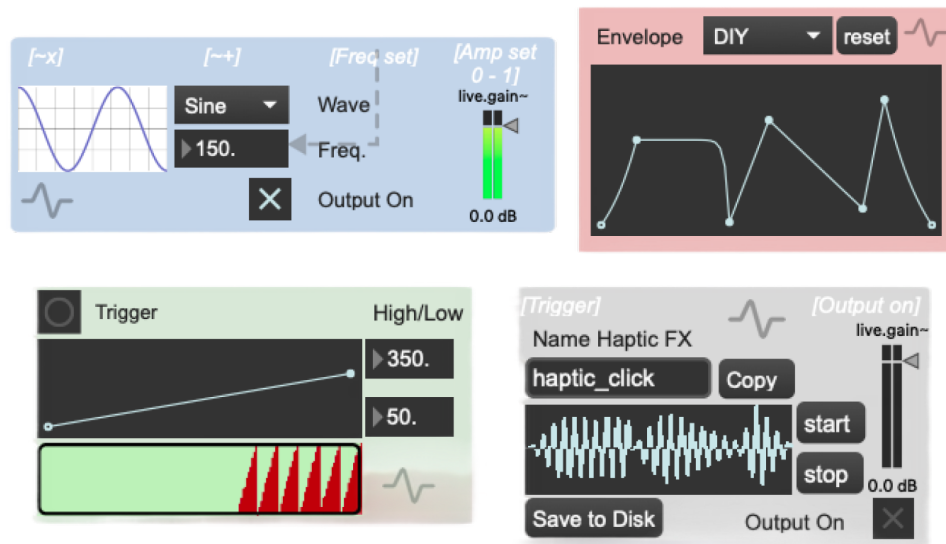 [~x] [~+] [Freq set] [Amp set
0 - 1]
live.gain~
Sine Wave
150. Freq.
Output On
0.0 dB
Envelope DIY reset
Trigger High/Low
350.
50.
[Trigger] [Output on]
live.gain~
Name Haptic FX
haptic_click Copy
start
stop
0.0 dB
Save to Disk Output On